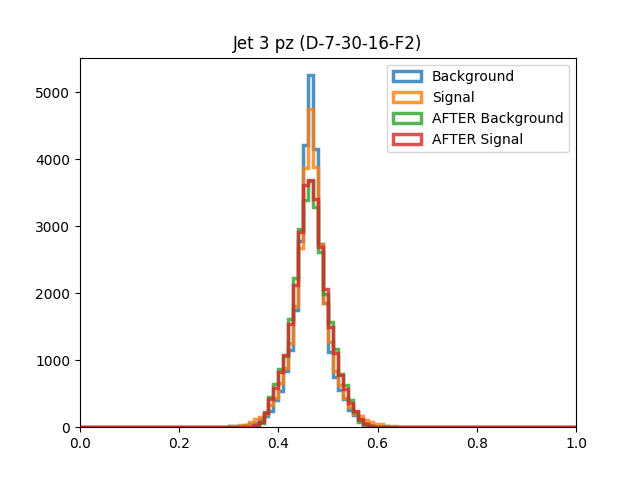 Jet 3 pz (D-7-30-16-F2)
Background
Signal
AFTER Background
AFTER Signal
5000
4000
3000
2000
1000
0
0.0 0.2 0.4 0.6 0.8 1.0